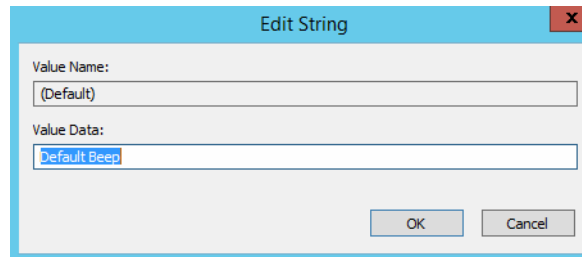 Edit String
x
Value Name:
(Default)
Value Data:
Default Beep
OK Cancel